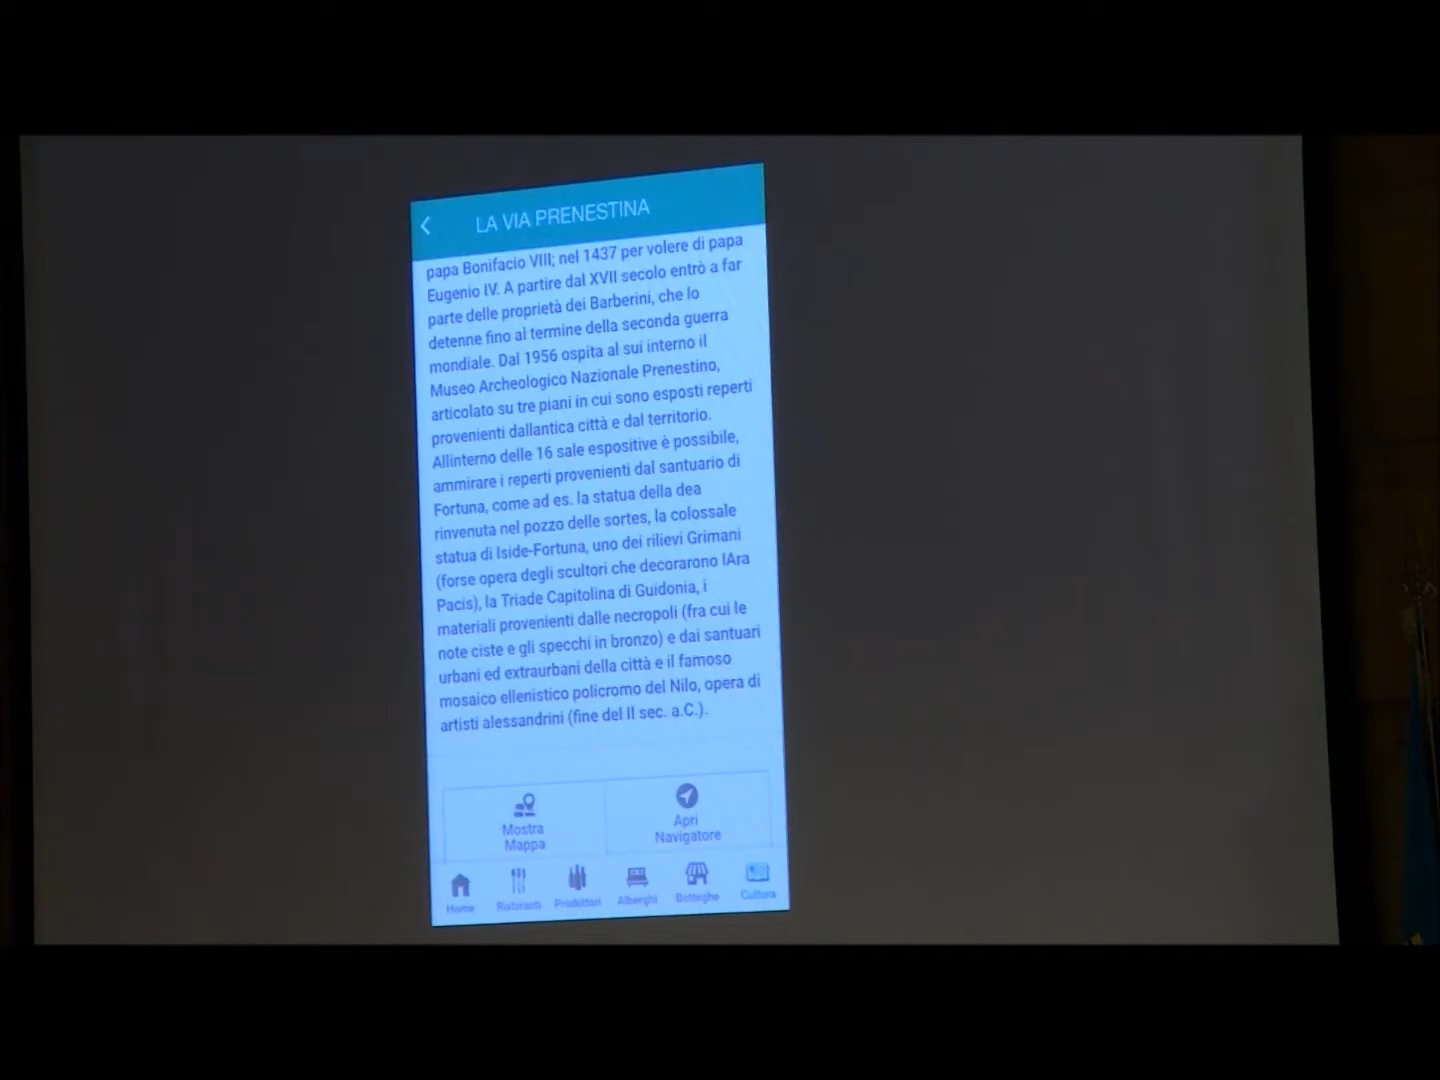 LA VIA PRENESTINA
papa Bonifacio VIII; nel 1437 per volere di papa
Eugenio IV. A partire dal XVII secolo entrò a far
parte delle proprietà dei Barberini, che lo
detenne fino al termine della seconda guerra
mondiale. Dal 1956 ospita al sui interno il
Museo Archeologico Nazionale Prenestino,
articolato su tre piani in cui sono esposti reperti
provenienti dallantica città e dal territorio.
Allinterno delle 16 sale espositive è possibile,
ammirare i reperti provenienti dal santuario di
Fortuna, come ad es. la statua della dea
rinvenuta nel pozzo delle sortes, la colossale
statua di Iside-Fortuna, uno dei rilievi Grimani
(forse opera degli scultori che decorarono lAra
Pacis), la Triade Capitolina di Guidonia, i
materiali provenienti dalle necropoli (fra cui le
note ciste e gli specchi in bronzo) e dai santuari
urbani ed extraurbani della città e il famoso
mosaico ellenistico policromo del Nilo, opera di
artisti alessandrini (fine del II sec. a.C.).
Mostra
Mappa
Apri
Navigatore
Home
Ristoranti
Produttori
Alberghi
Botteghe
Cultura